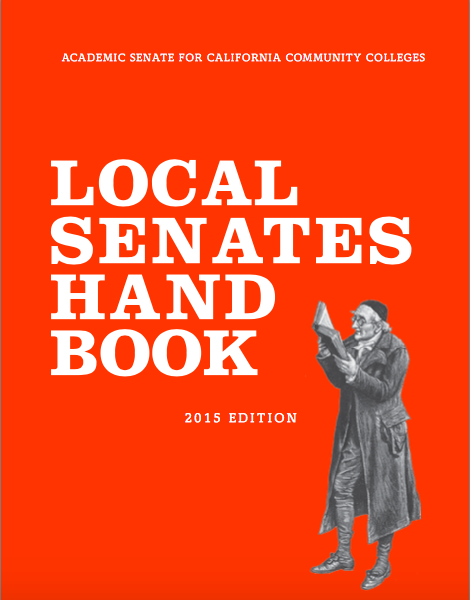 ACADEMIC SENATE FOR CALIFORNIA COMMUNITY COLLEGES
LOCAL
SENATES
HAND
BOOK
2015 EDITION